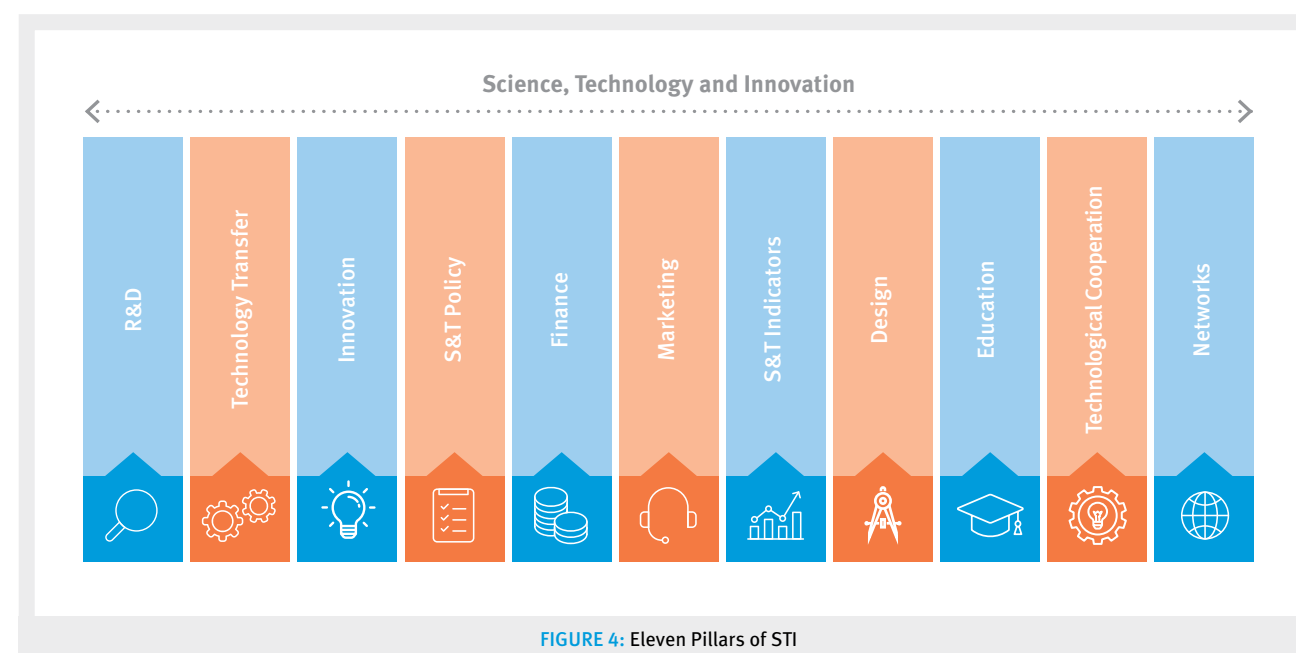 Science, Technology and Innovation
R&D
Technology Transfer
Innovation
S&T Policy
Finance
Marketing
S&T Indicators
Design
Education
Technological Cooperation
Networks
FIGURE 4: Eleven Pillars of STI